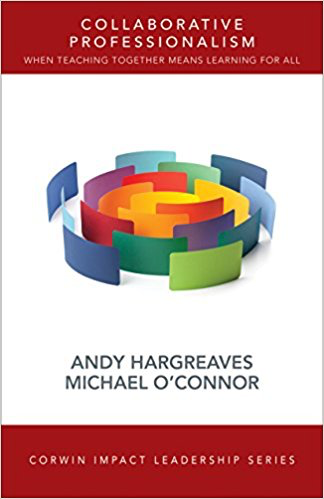 COLLABORATIVE
PROFESSIONALISM
WHEN TEACHING TOGETHER MEANS LEARNING FOR ALL
ANDY HARGREAVES
MICHAEL O'CONNOR
CORWIN IMPACT LEADERSHIP SERIES